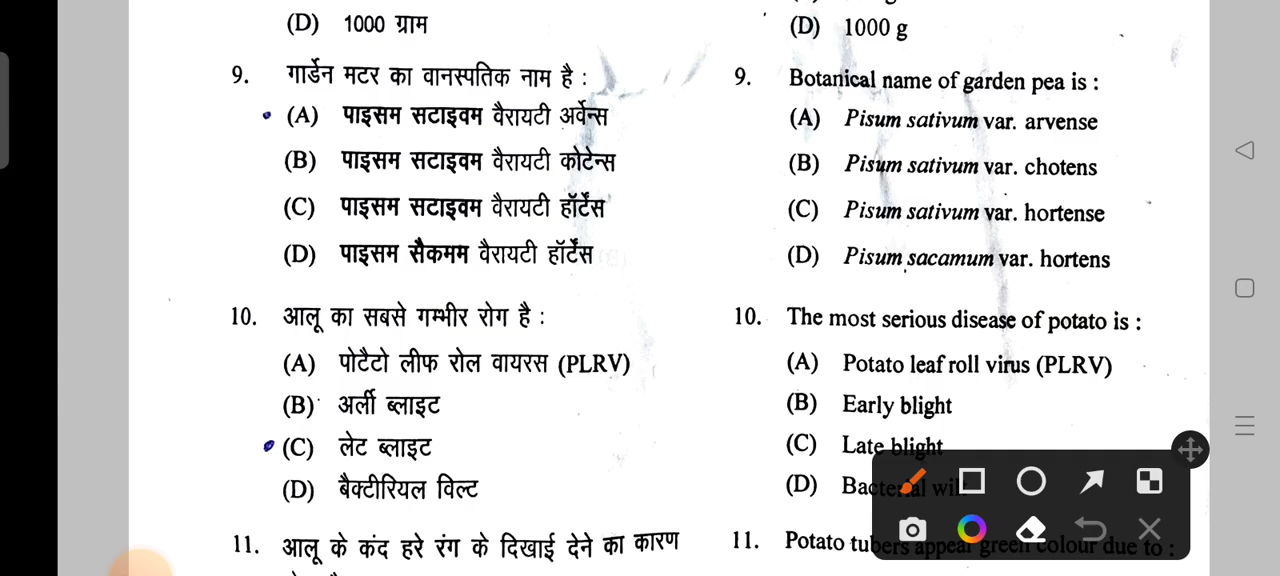 (D) 1000 ग्राम
9. गार्डेन मटर का वानस्पतिक नाम है :
(A) पाइसम सटाइवम वैरायटी अर्वेन्स
(B) पाइसम सटाइवम वैरायटी कोटेन्स
(C) पाइसम सटाइवम वैरायटी हॉर्टेंस
(D) पाइसम सैकमम वैरायटी हॉर्टेंस
10. आलू का सबसे गम्भीर रोग है :
(A) पोटैटो लीफ रोल वायरस (PLRV)
(B) अर्ली ब्लाइट
(C) लेट ब्लाइट
(D) बैक्टीरियल विल्ट
11. आलू के कंद हरे रंग के दिखाई देने का कारण
(D) 1000 g
9. Botanical name of garden pea is :
(A) Pisum sativum var. arvense
(B) Pisum sativum var. chotens
(C) Pisum sativum var. hortense
(D) Pisum sacamum var. hortens
10. The most serious disease of potato is :
(A) Potato leaf roll virus (PLRV)
(B) Early blight
(C) Late blight
(D) Bacterial wilt
11. Potato tubers appear green colour due to :